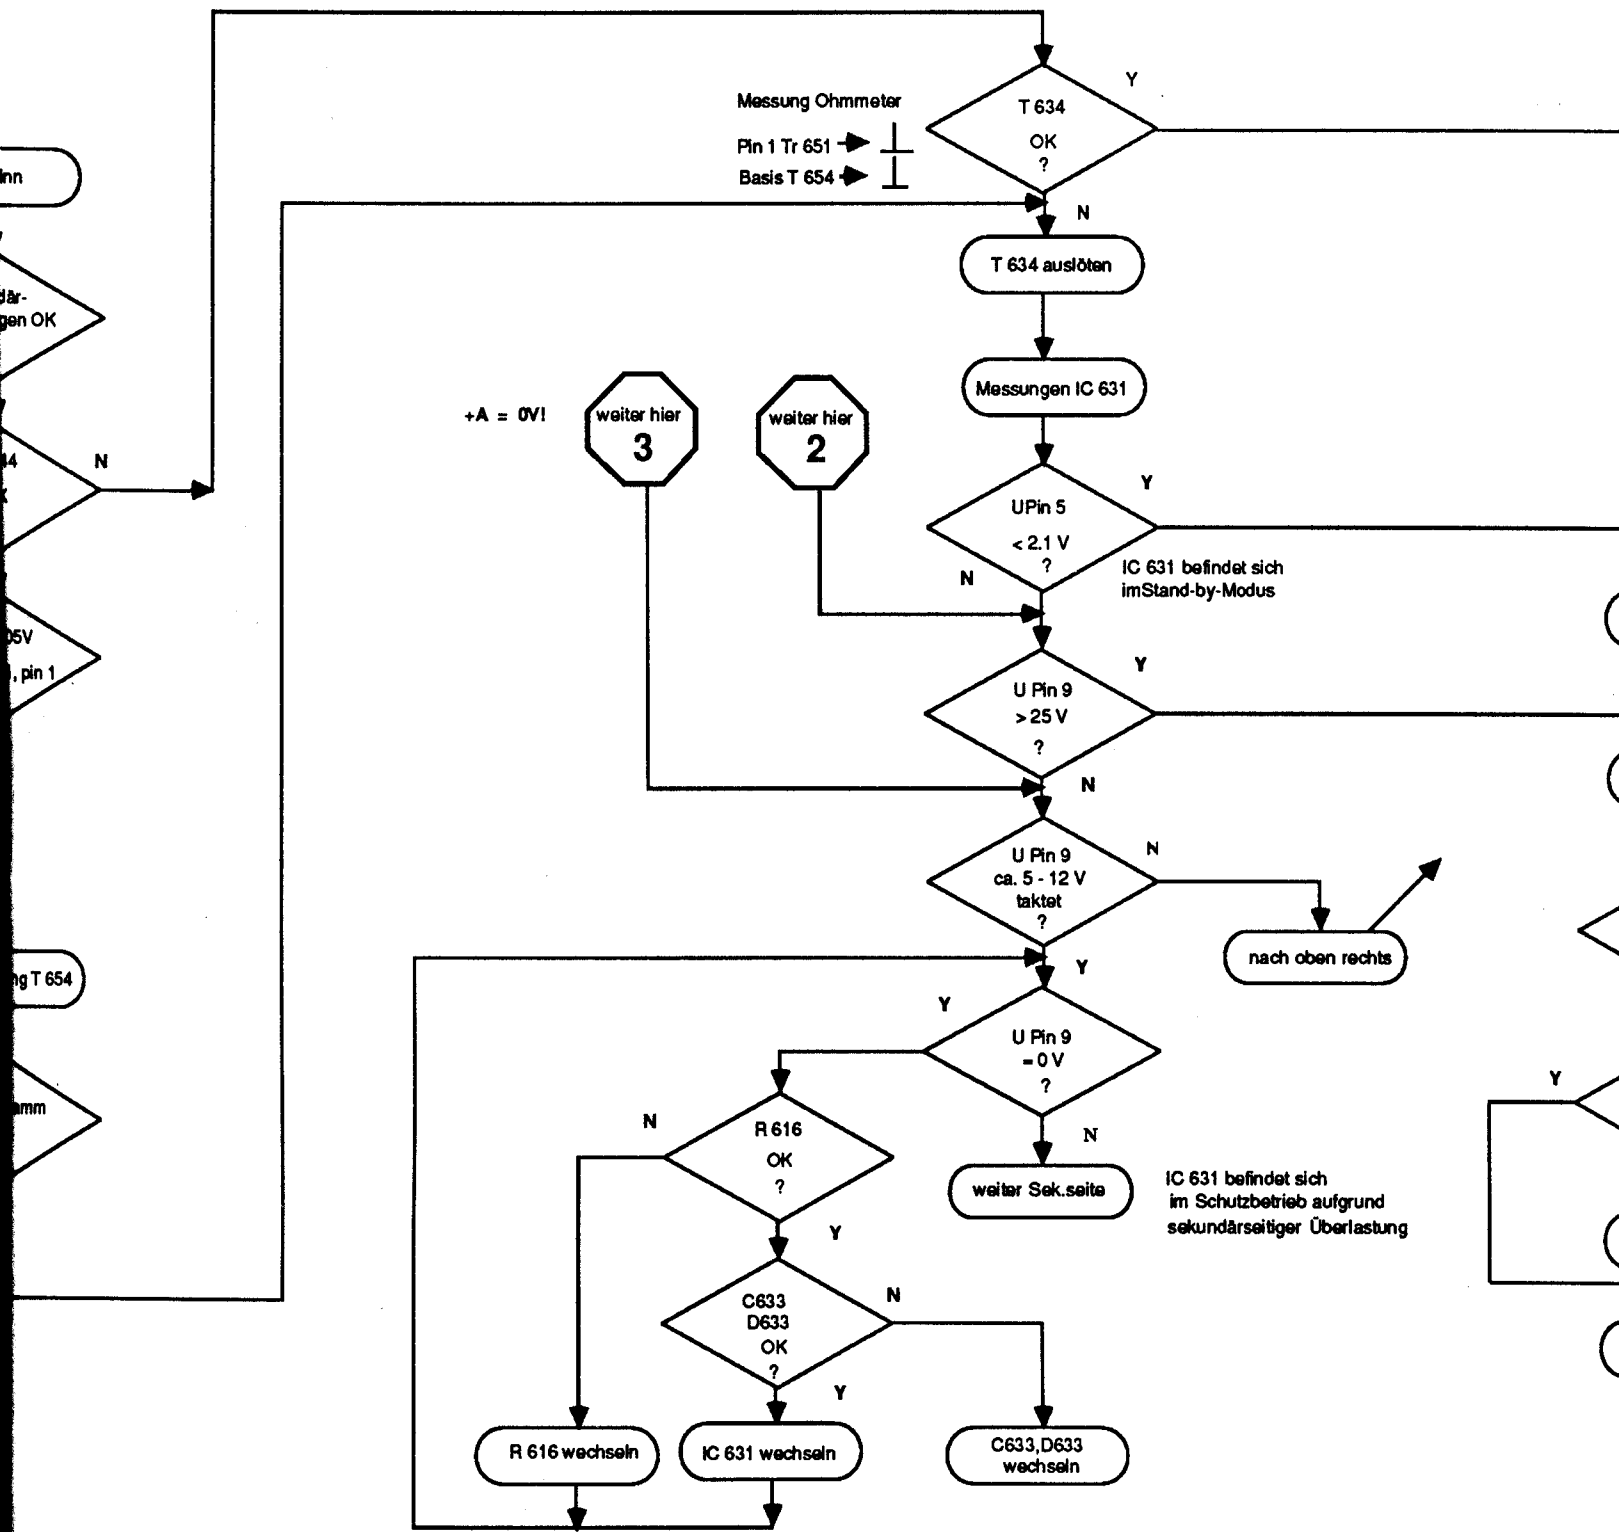 Y
T 634
OK
?
Messung Ohmmeter
Pin 1 Tr 651
Basis T 654
N
T 634 auslöten
gen OK
Messungen IC 631
+A = 0V!
weiter hier
3
weiter hier
2
N
Y
UPin 5
< 2.1 V
?
N
IC 631 befindet sich
imStand-by-Modus
, pin 1
Y
U Pin 9
> 25 V
?
N
U Pin 9
ca. 5 - 12 V
taktet
?
N
nach oben rechts
T 654
Y
Y
U Pin 9
= 0 V
?
N
weiter Sek.seite
IC 631 befindet sich
im Schutzbetrieb aufgrund
sekundärseitiger Überlastung
Y
N
R 616
OK
?
Y
C633
D633
OK
?
N
Y
R 616 wechseln
IC 631 wechseln
C633,D633
wechseln